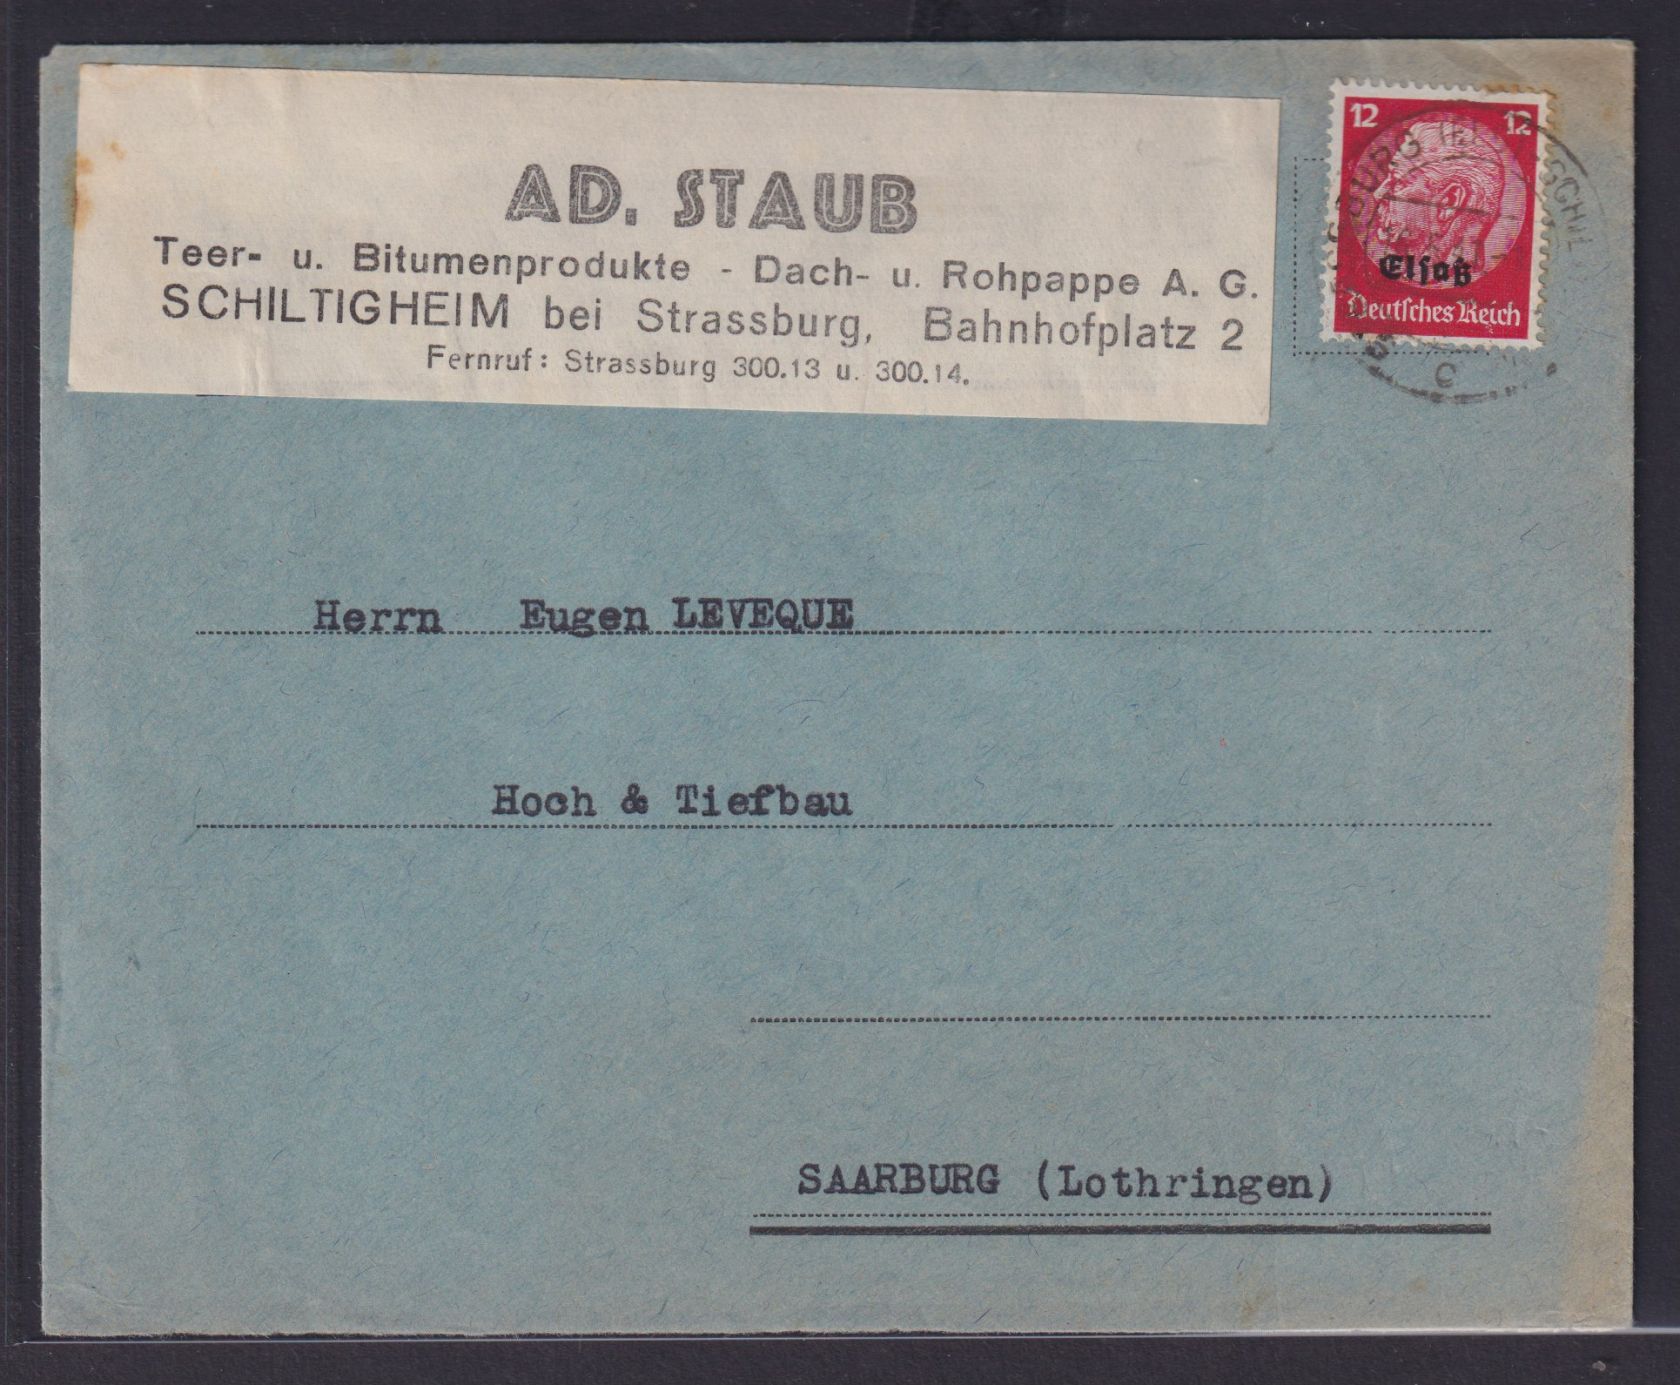 AD. STAUB
Teer- u. Bitumenprodukte - Dach- u. Rohpappe A. G.
SCHILTIGHEIM bei Strassburg, Bahnhofplatz 2
Fernruf: Strassburg 300.13 u. 300.14.
12 12
Elsaß
Deutsches Reich
c
Herrn Eugen LEVEQUE
Hoch & Tiefbau
SAARBURG (Lothringen)